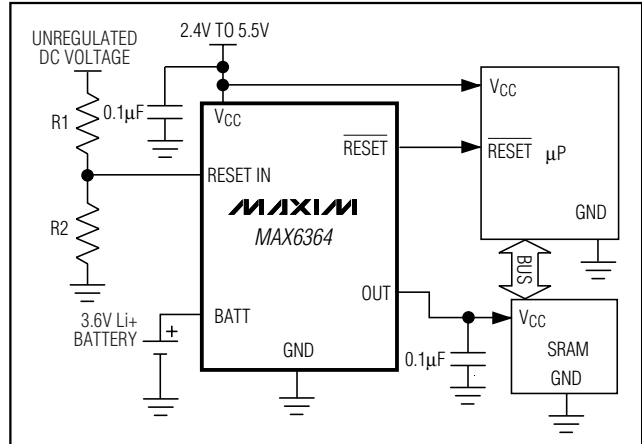 2.4V TO 5.5V
UNREGULATED
DC VOLTAGE
R1
0.1µF
VCC
RESET
RESET IN
MAXIM
MAX6364
R2
BATT
OUT
GND
3.6V Li+
BATTERY
+
VCC
RESET µP
GND
BUS
0.1µF
VCC
SRAM
GND